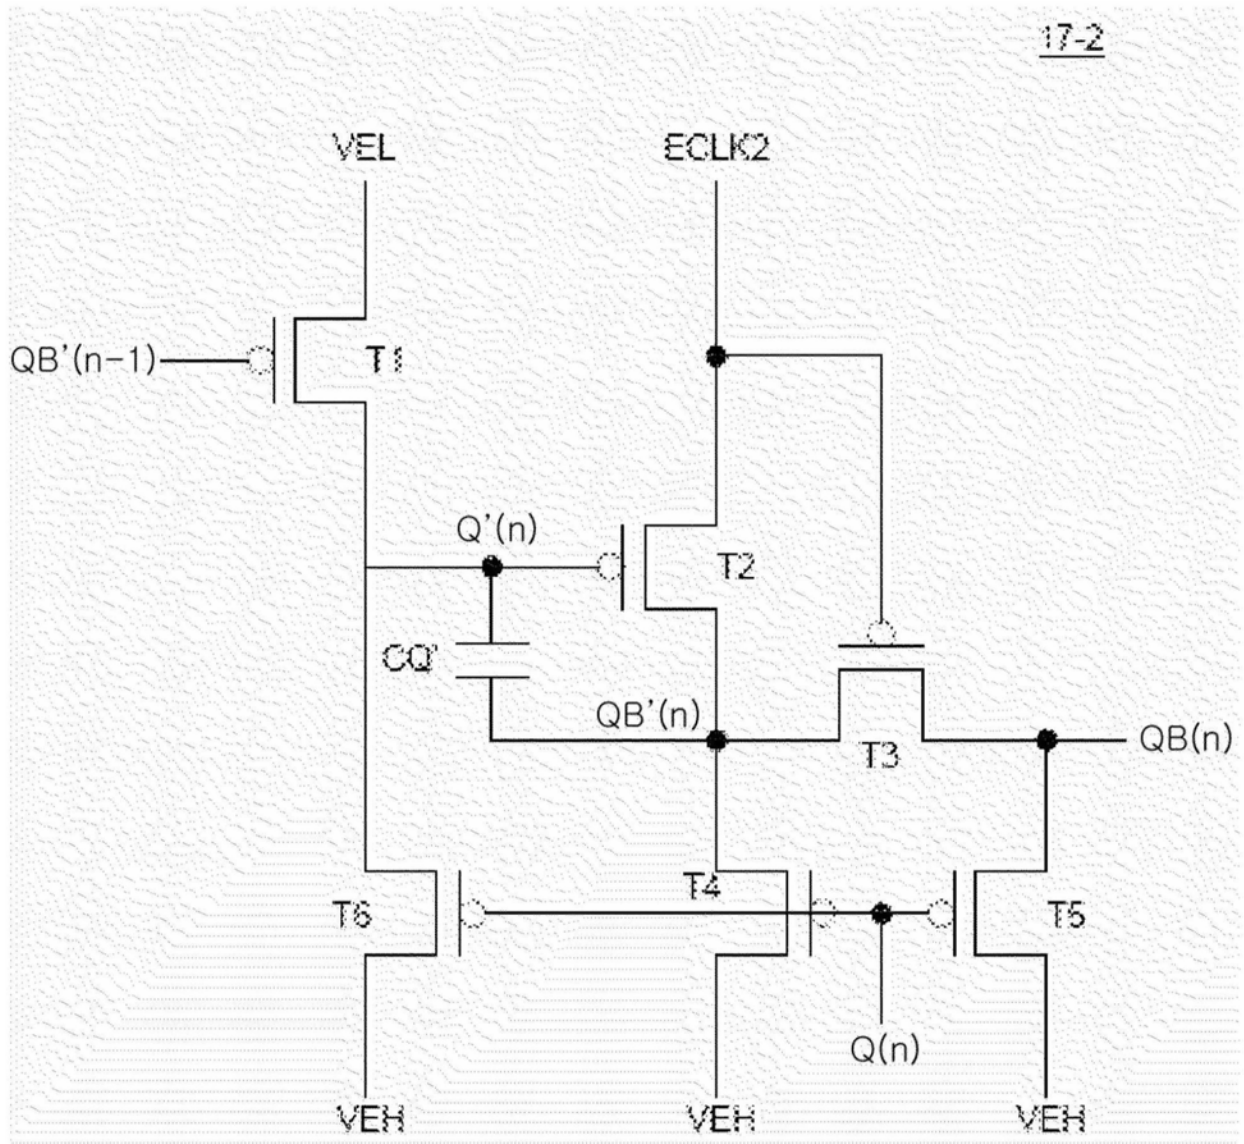 17-2
VEL
ECLK2
QB'(n-1)
T1
Q'(n)
T2
CQ'
QB'(n)
T3
QB(n)
T6
T4
T5
Q(n)
VEH
VEH
VEH